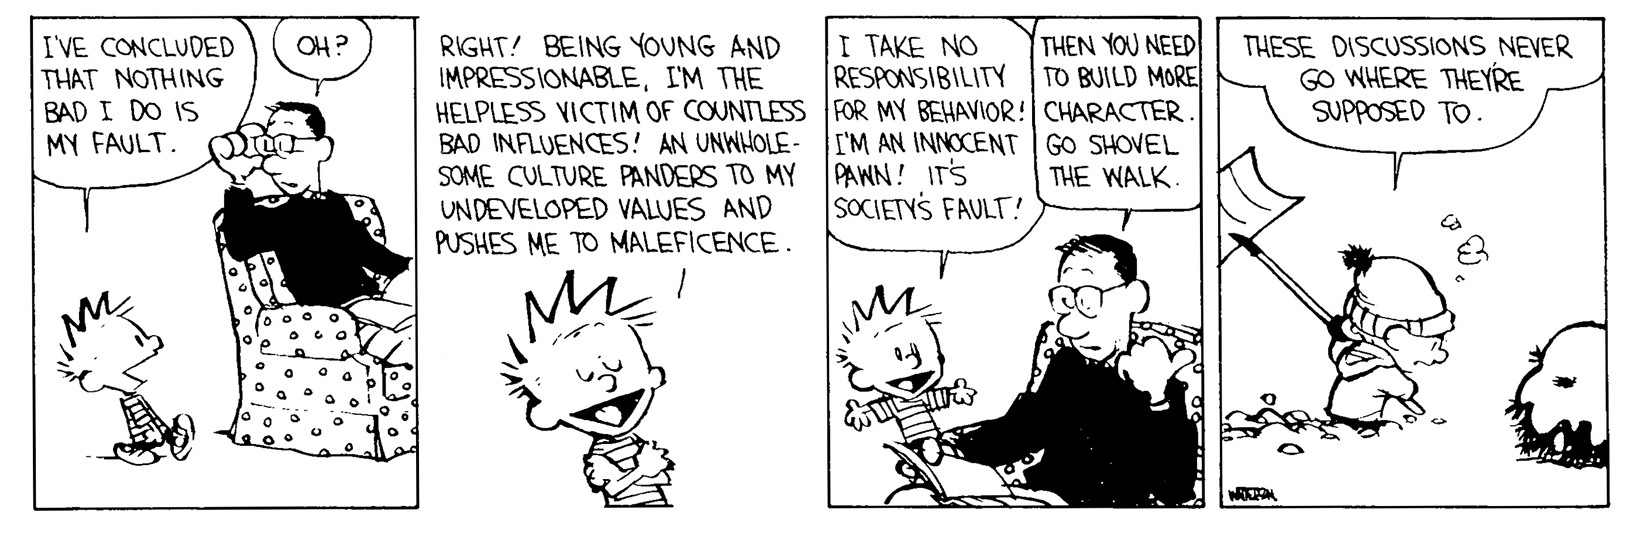 I'VE CONCLUDED
THAT NOTHING
BAD I DO IS
MY FAULT.
OH?
RIGHT! BEING YOUNG AND
IMPRESSIONABLE, I'M THE
HELPLESS VICTIM OF COUNTLESS
BAD INFLUENCES! AN UNWHOLE-
SOME CULTURE PANDERS TO MY
UNDEVELOPED VALUES AND
PUSHES ME TO MALEFICENCE.
I TAKE NO
RESPONSIBILITY
FOR MY BEHAVIOR!
I'M AN INNOCENT
PAWN! IT'S
SOCIETY'S FAULT!
THEN YOU NEED
TO BUILD MORE
CHARACTER.
GO SHOVEL
THE WALK.
THESE DISCUSSIONS NEVER
GO WHERE THEY'RE
SUPPOSED TO.
WATTERSON